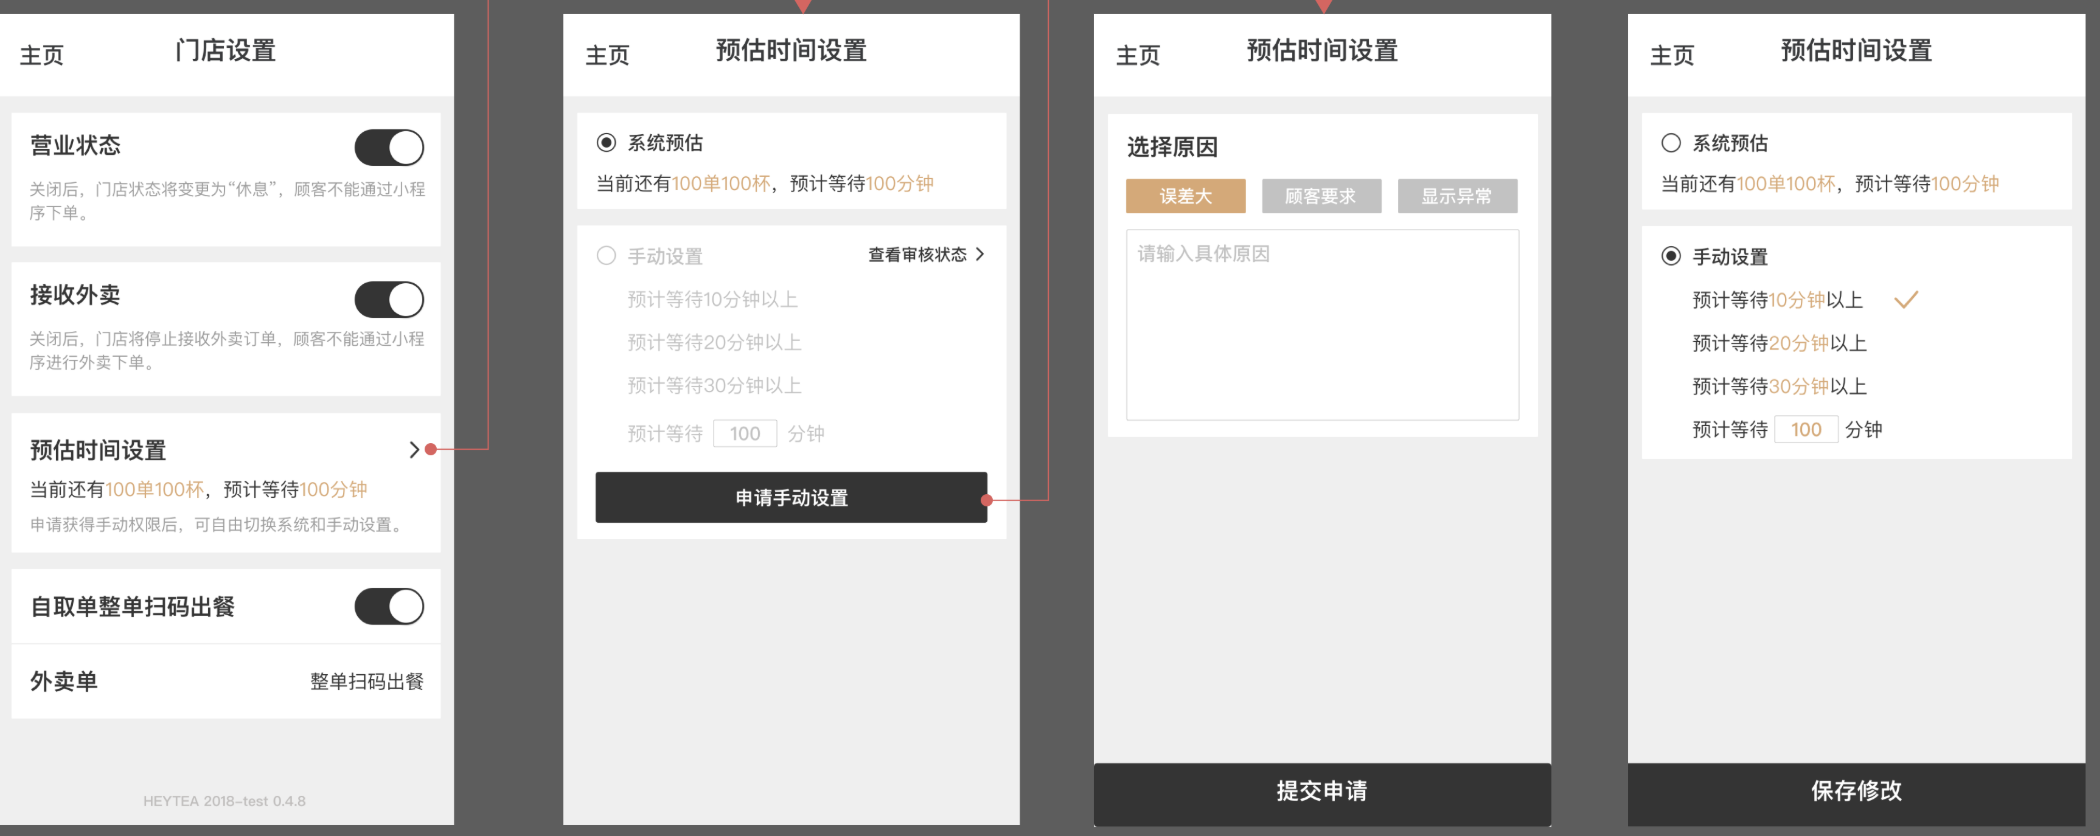 主页
门店设置
营业状态
关闭后，门店状态将变更为“休息”，顾客不能通过小程
序下单。
接收外卖
关闭后，门店将停止接收外卖订单，顾客不能通过小程
序进行外卖下单。
预估时间设置
当前还有100单100杯，预计等待100分钟
申请获得手动权限后，可自由切换系统和手动设置。
自取单整单扫码出餐
外卖单
整单扫码出餐
HEYTEA 2018-test 0.4.8
主页
预估时间设置
系统预估
当前还有100单100杯，预计等待100分钟
手动设置
查看审核状态
预计等待10分钟以上
预计等待20分钟以上
预计等待30分钟以上
预计等待 100 分钟
申请手动设置
主页
预估时间设置
选择原因
误差大
顾客要求
显示异常
请输入具体原因
提交申请
主页
预估时间设置
系统预估
当前还有100单100杯，预计等待100分钟
手动设置
预计等待10分钟以上
预计等待20分钟以上
预计等待30分钟以上
预计等待 100 分钟
保存修改